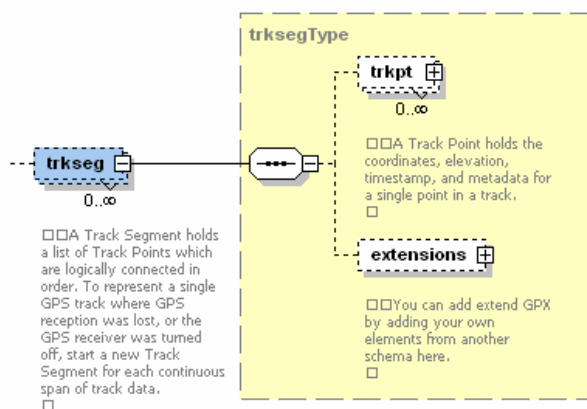 trksegType
trkpt
0..∞
□□A Track Point holds the
coordinates, elevation,
timestamp, and metadata for
a single point in a track.
□
trkseg
0..∞
□□A Track Segment holds
a list of Track Points which
are logically connected in
order. To represent a single
GPS track where GPS
reception was lost, or the
GPS receiver was turned
off, start a new Track
Segment for each continuous
span of track data.
□
extensions
□□You can add extend GPX
by adding your own
elements from another
schema here.
□